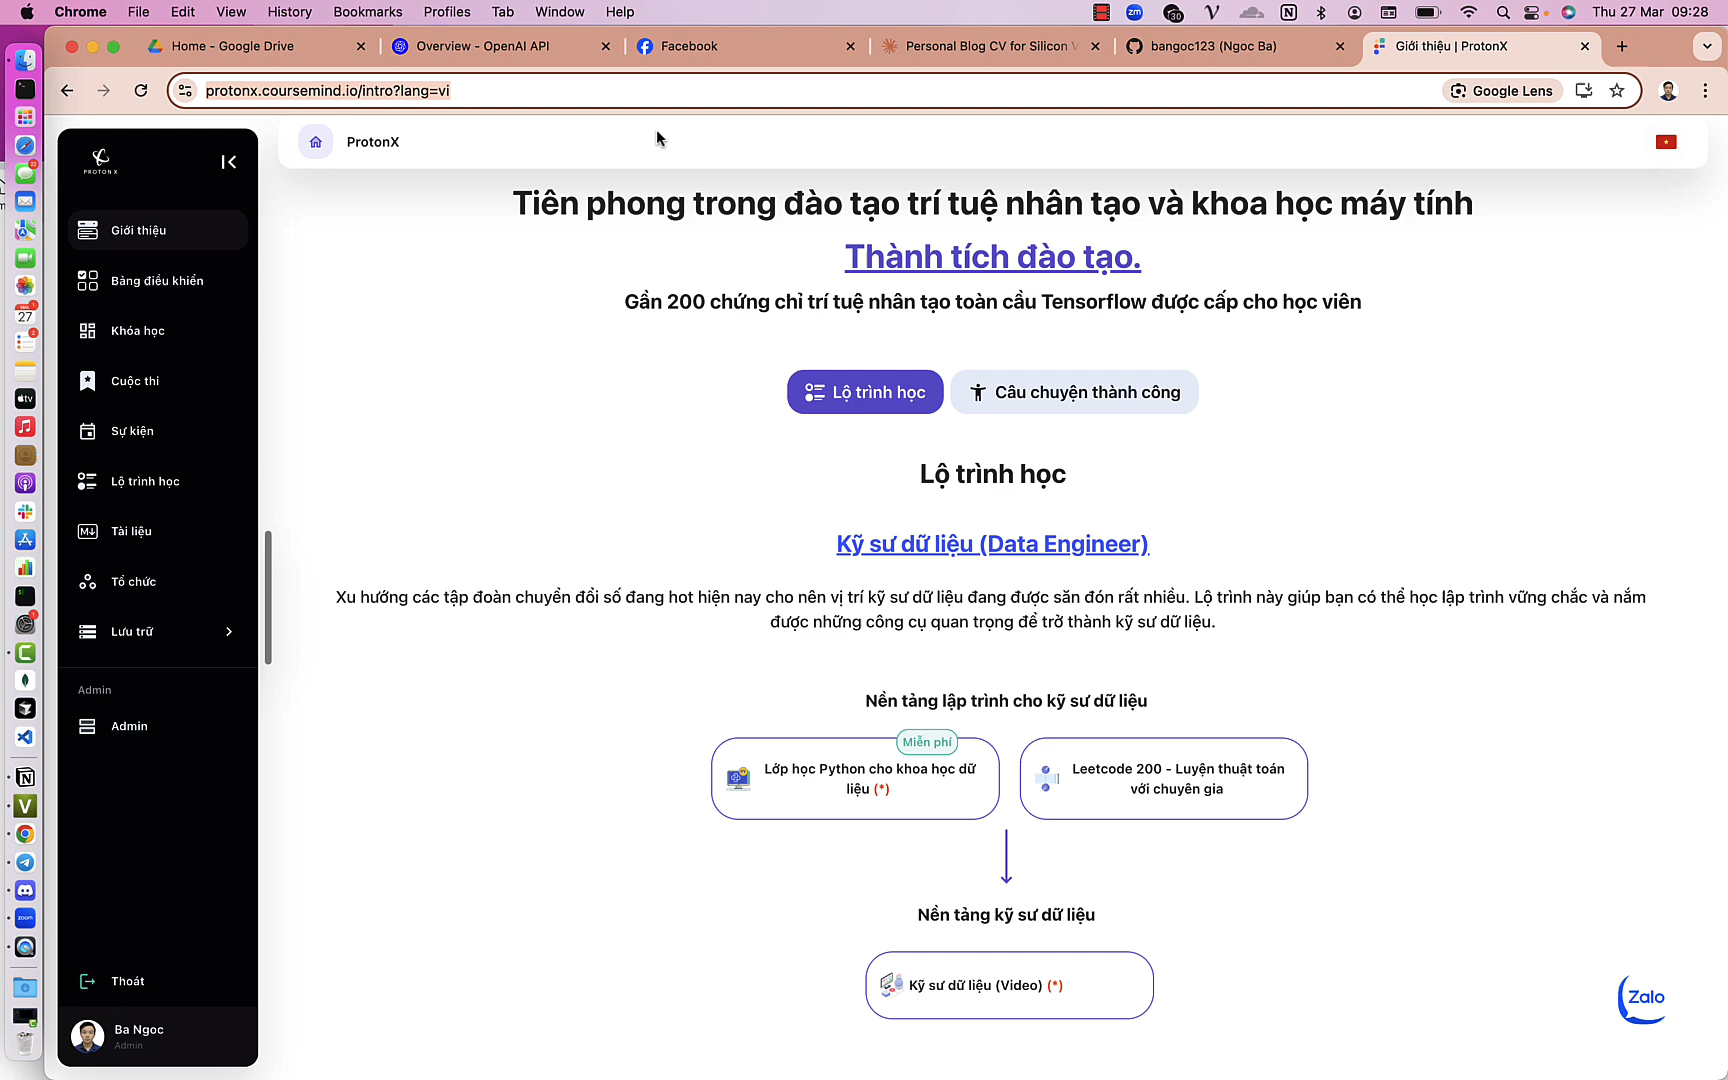 Chrome File Edit View History Bookmarks Profiles Tab Window Help
zm 30 Thu 27 Mar 09:28
Home - Google Drive
Overview - OpenAI API
Facebook
Personal Blog CV for Silicon V
bangoc123 (Ngoc Ba)
Giới thiệu | ProtonX
protonx.coursemind.io/intro?lang=vi
Google Lens
PROTON X
ProtonX
Giới thiệu
Bảng điều khiển
Khóa học
Cuộc thi
Sự kiện
Lộ trình học
Tài liệu
Tổ chức
Lưu trữ
Admin
Admin
Thoát
Ba Ngoc
Admin
Tiên phong trong đào tạo trí tuệ nhân tạo và khoa học máy tính
Thành tích đào tạo.
Gần 200 chứng chỉ trí tuệ nhân tạo toàn cầu Tensorflow được cấp cho học viên
Lộ trình học
Câu chuyện thành công
Lộ trình học
Kỹ sư dữ liệu (Data Engineer)
Xu hướng các tập đoàn chuyển đổi số đang hot hiện nay cho nên vị trí kỹ sư dữ liệu đang được săn đón rất nhiều. Lộ trình này giúp bạn có thể học lập trình vững chắc và nắm
được những công cụ quan trọng để trở thành kỹ sư dữ liệu.
Nền tảng lập trình cho kỹ sư dữ liệu
Miễn phí
Lớp học Python cho khoa học dữ
liệu (*)
Leetcode 200 - Luyện thuật toán
với chuyên gia
Nền tảng kỹ sư dữ liệu
Kỹ sư dữ liệu (Video) (*)
Zalo